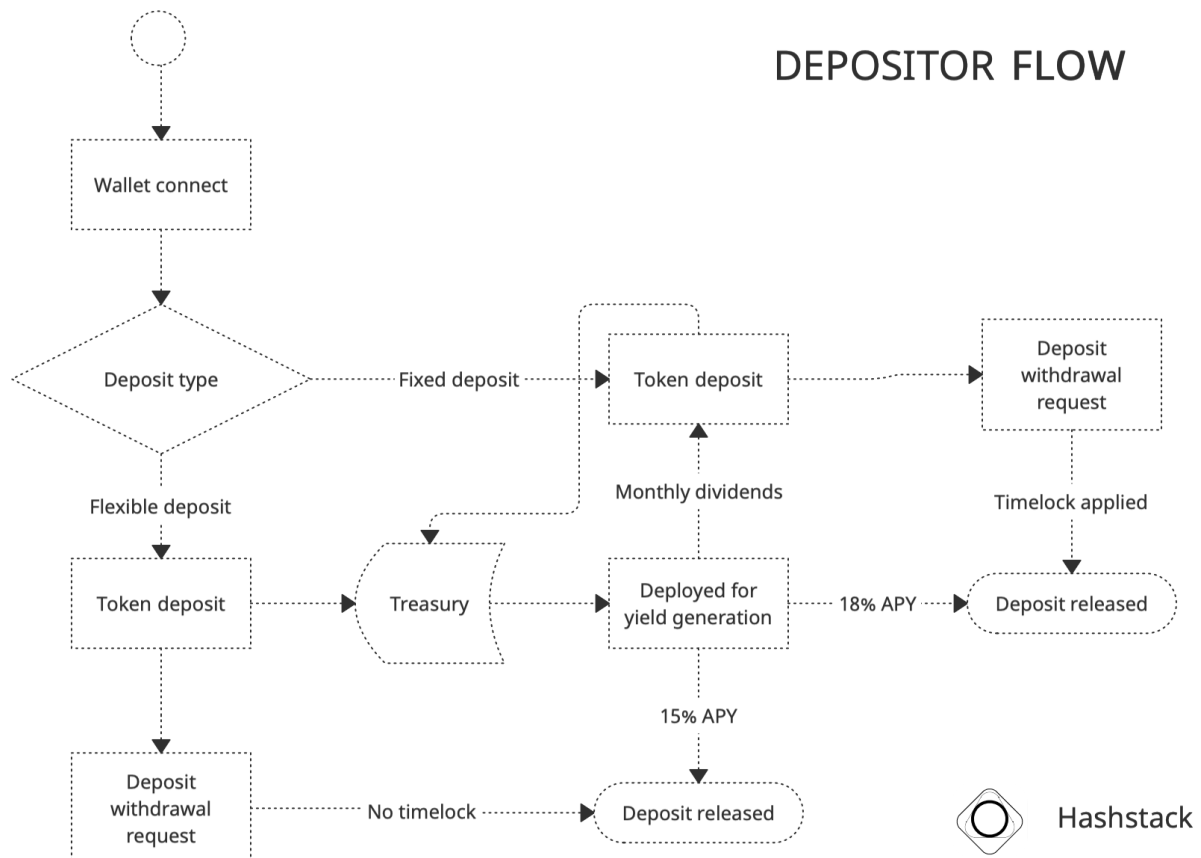 DEPOSITOR FLOW
Wallet connect
Deposit type
Fixed deposit
Token deposit
Deposit
withdrawal
request
Flexible deposit
Monthly dividends
Timelock applied
Token deposit
Treasury
Deployed for
yield generation
18% APY
Deposit released
15% APY
Deposit
withdrawal
request
No timelock
Deposit released
Hashstack